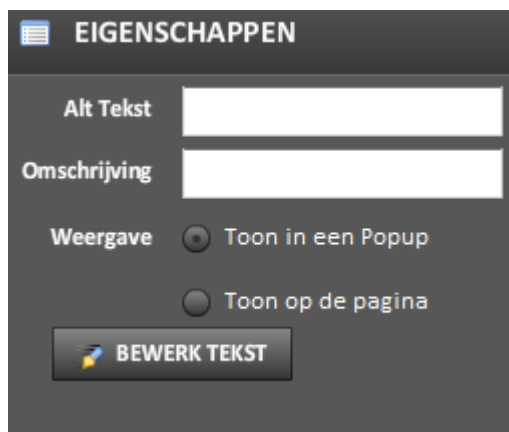 EIGENSCHAPPEN
Alt Tekst
Omschrijving
Weergave Toon in een Popup
Toon op de pagina
BEWERK TEKST